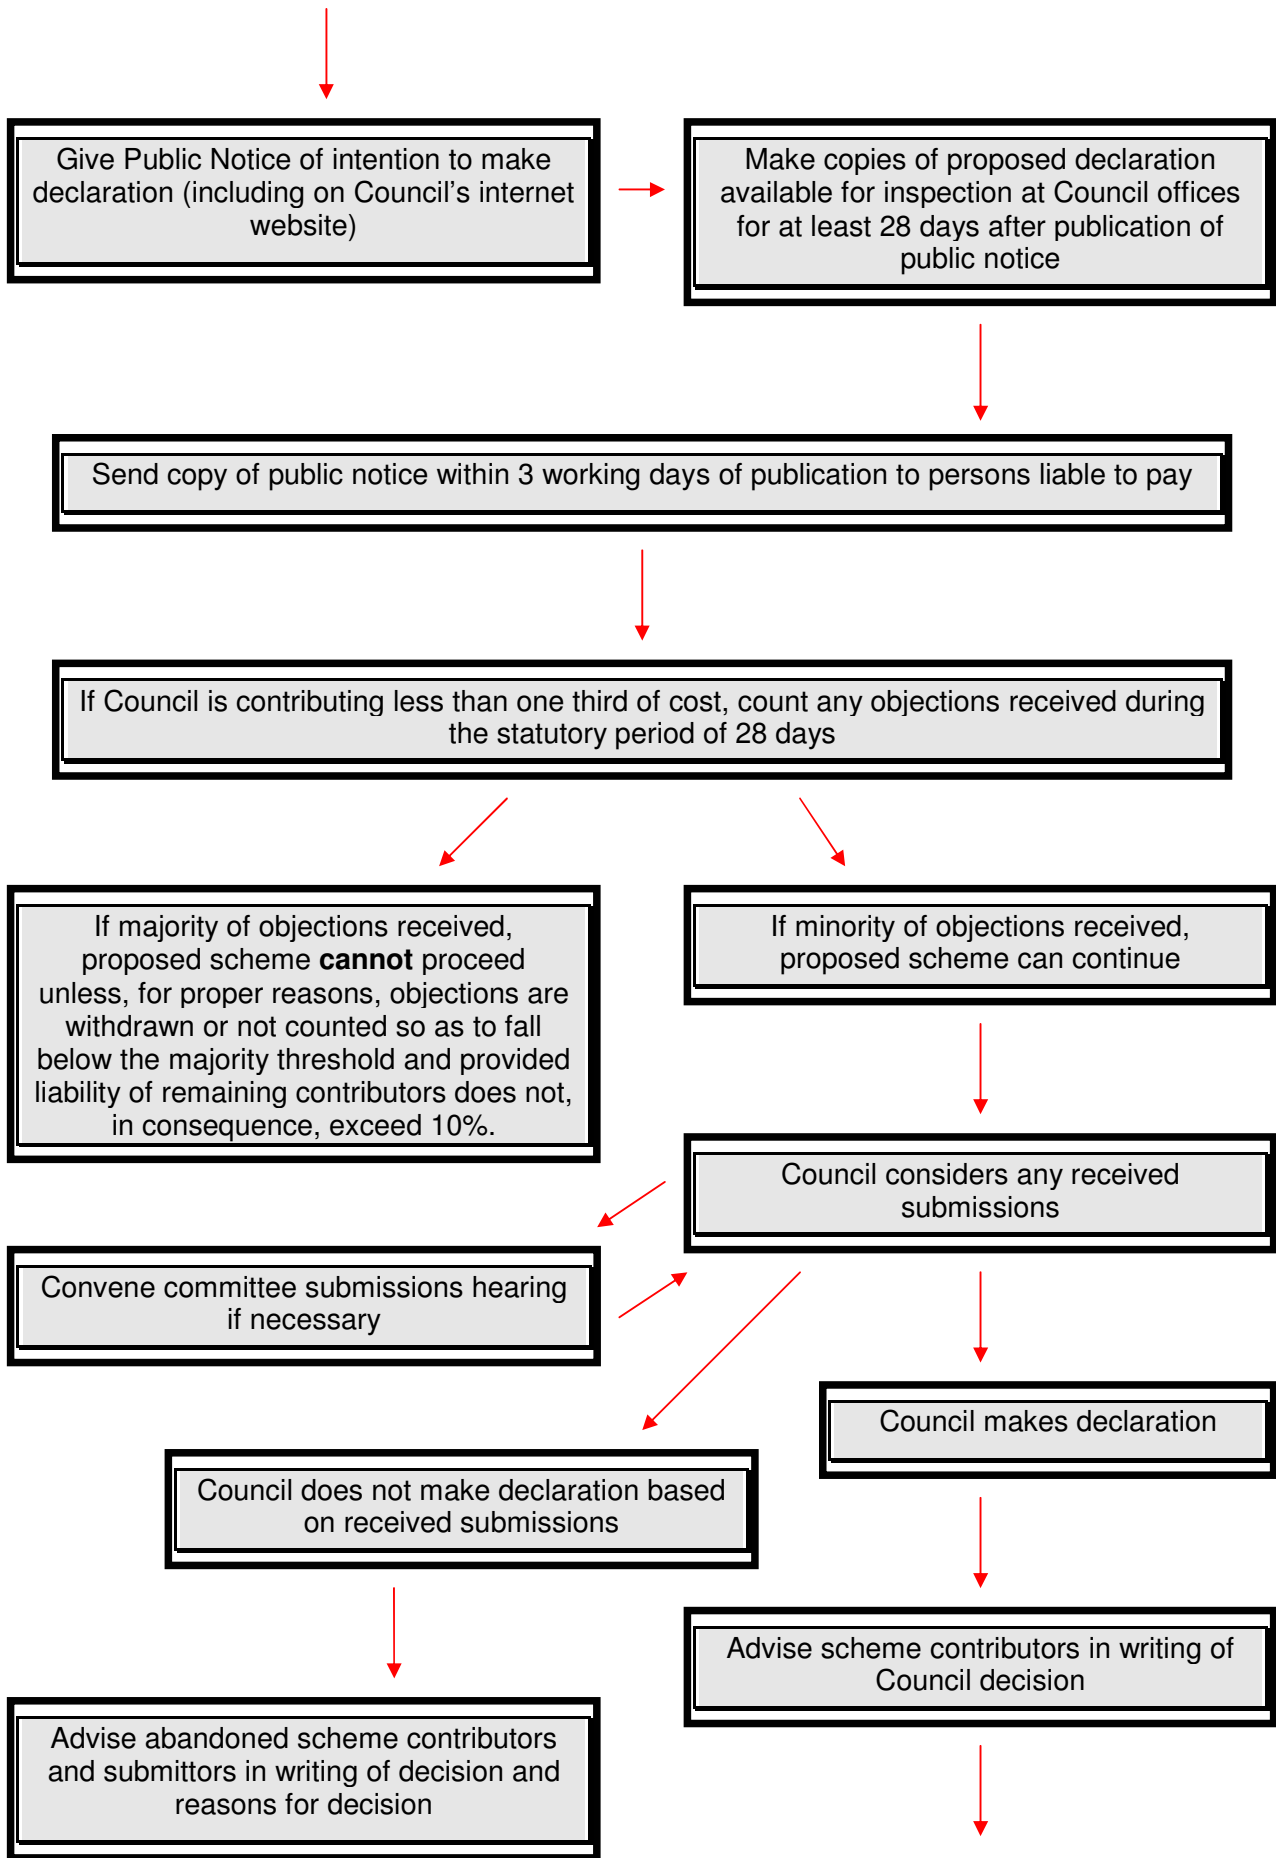 Give Public Notice of intention to make
declaration (including on Council’s internet
website)
Make copies of proposed declaration
available for inspection at Council offices
for at least 28 days after publication of
public notice
Send copy of public notice within 3 working days of publication to persons liable to pay
If Council is contributing less than one third of cost, count any objections received during
the statutory period of 28 days
If majority of objections received,
proposed scheme cannot proceed
unless, for proper reasons, objections are
withdrawn or not counted so as to fall
below the majority threshold and provided
liability of remaining contributors does not,
in consequence, exceed 10%.
If minority of objections received,
proposed scheme can continue
Council considers any received
submissions
Convene committee submissions hearing
if necessary
Council makes declaration
Council does not make declaration based
on received submissions
Advise scheme contributors in writing of
Council decision
Advise abandoned scheme contributors
and submittors in writing of decision and
reasons for decision